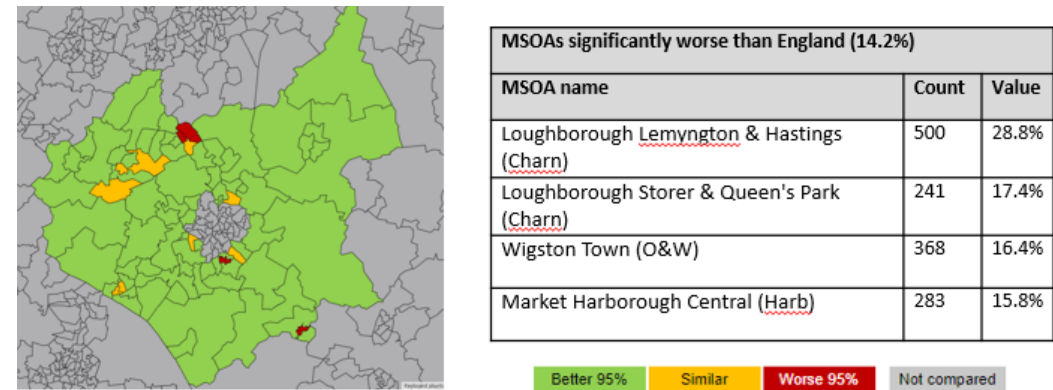 MSOAs significantly worse than England (14.2%)
MSOA name Count Value
Loughborough Lemyngton & Hastings 500 28.8%
(Charn)
Loughborough Storer & Queen's Park 241 17.4%
(Charn)
Wigston Town (O&W) 368 16.4%
Market Harborough Central (Harb) 283 15.8%
Better 95% Similar Worse 95% Not compared